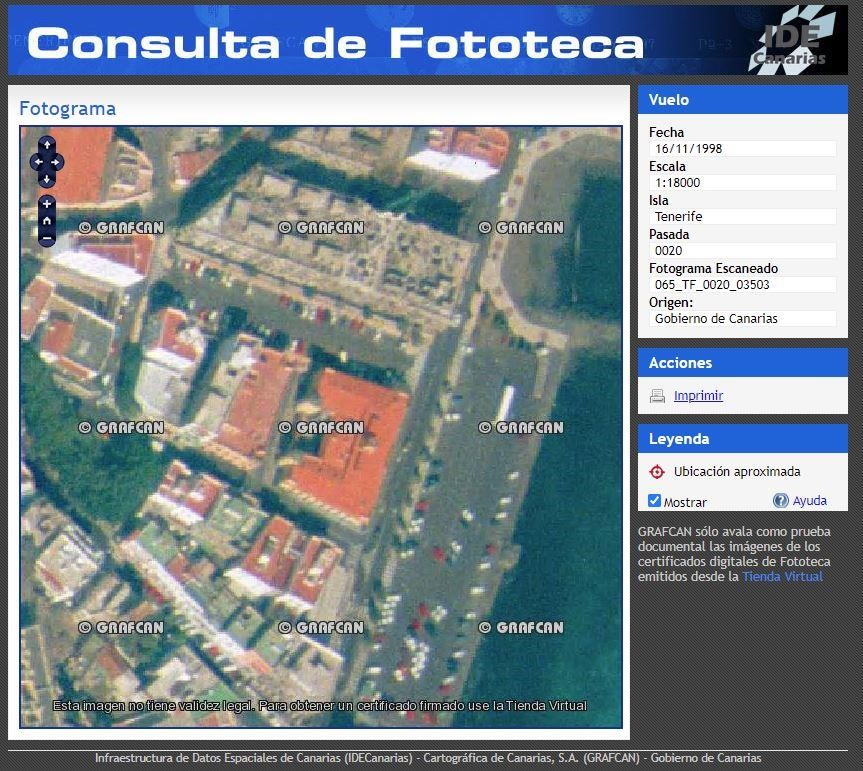 Consulta de Fototeca
IDE
Canarias
Fotograma
© GRAFCAN © GRAFCAN © GRAFCAN
© GRAFCAN © GRAFCAN © GRAFCAN
© GRAFCAN © GRAFCAN © GRAFCAN
Esta imagen no tiene validez legal. Para obtener un certificado firmado use la Tienda Virtual
Vuelo
Fecha
16/11/1998
Escala
1:18000
Isla
Tenerife
Pasada
0020
Fotograma Escaneado
065_TF_0020_03503
Origen:
Gobierno de Canarias
Acciones
Imprimir
Leyenda
Ubicación aproximada
Mostrar Ayuda
GRAFCAN sólo avala como prueba
documental las imágenes de los
certificados digitales de Fototeca
emitidos desde la Tienda Virtual
Infraestructura de Datos Espaciales de Canarias (IDECanarias) - Cartográfica de Canarias, S.A. (GRAFCAN) - Gobierno de Canarias